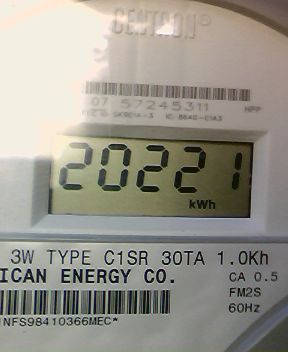 CENTRON®
07 57245311
20221
kWh
3W TYPE C1SR 30TA 1.0Kh
ICAN ENERGY CO.
CA 0.5
FM2S
60Hz
NFS98410366MEC*